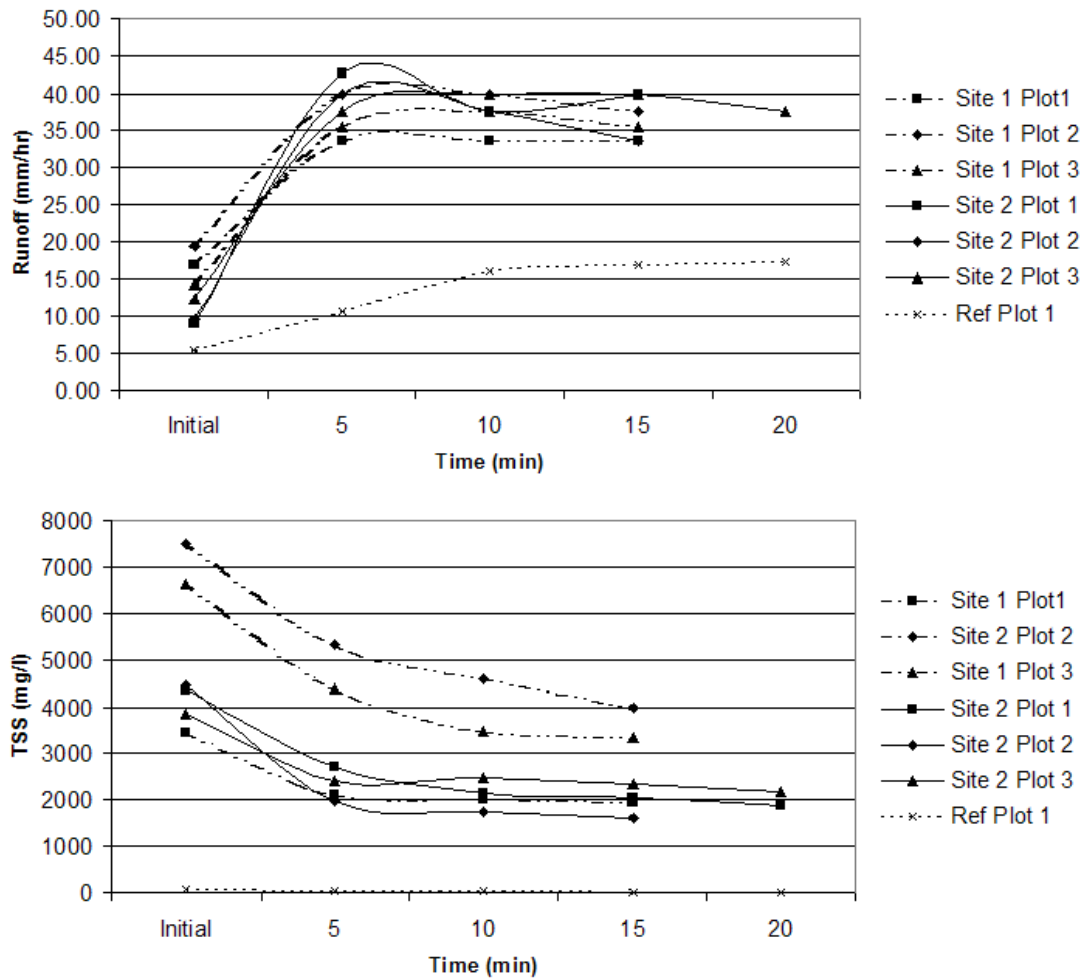 50.00
45.00
40.00
35.00
30.00
25.00
20.00
15.00
10.00
5.00
0.00
Runoff (mm/hr)
Initial 5 10 15 20
Time (min)
Site 1 Plot1
Site 1 Plot 2
Site 1 Plot 3
Site 2 Plot 1
Site 2 Plot 2
Site 2 Plot 3
Ref Plot 1
8000
7000
6000
5000
4000
3000
2000
1000
0
TSS (mg/l)
Initial 5 10 15 20
Time (min)
Site 1 Plot1
Site 2 Plot 2
Site 1 Plot 3
Site 2 Plot 1
Site 2 Plot 2
Site 2 Plot 3
Ref Plot 1